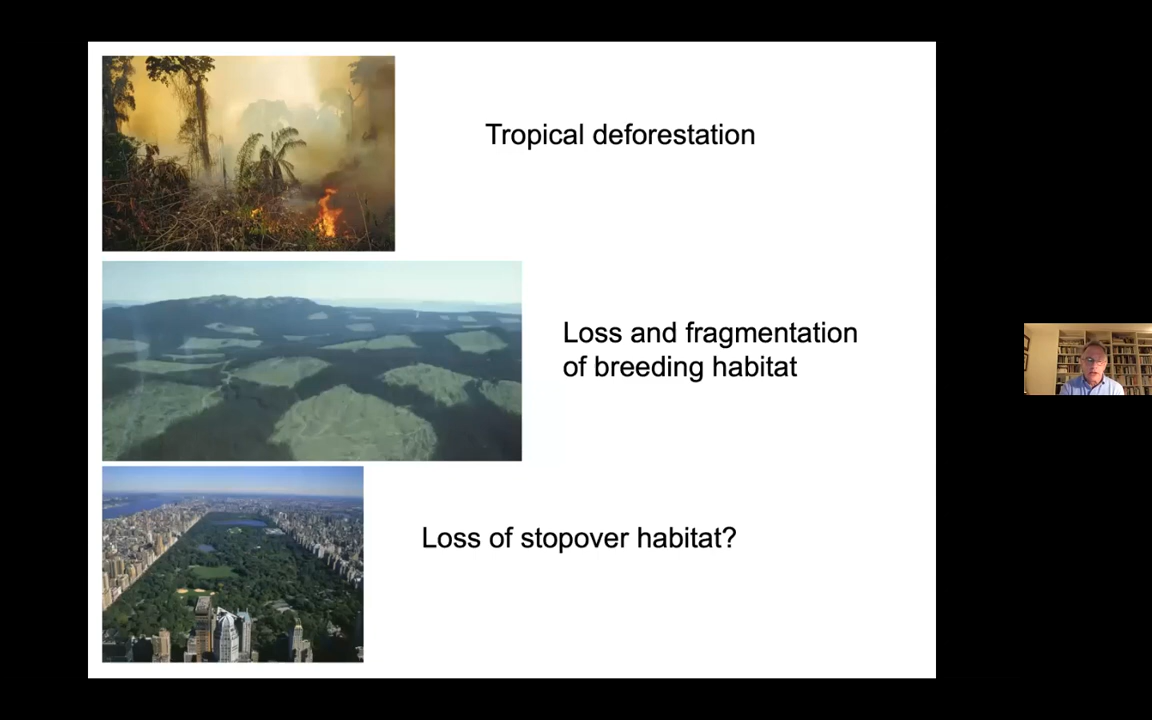 Tropical deforestation
Loss and fragmentation
of breeding habitat
Loss of stopover habitat?